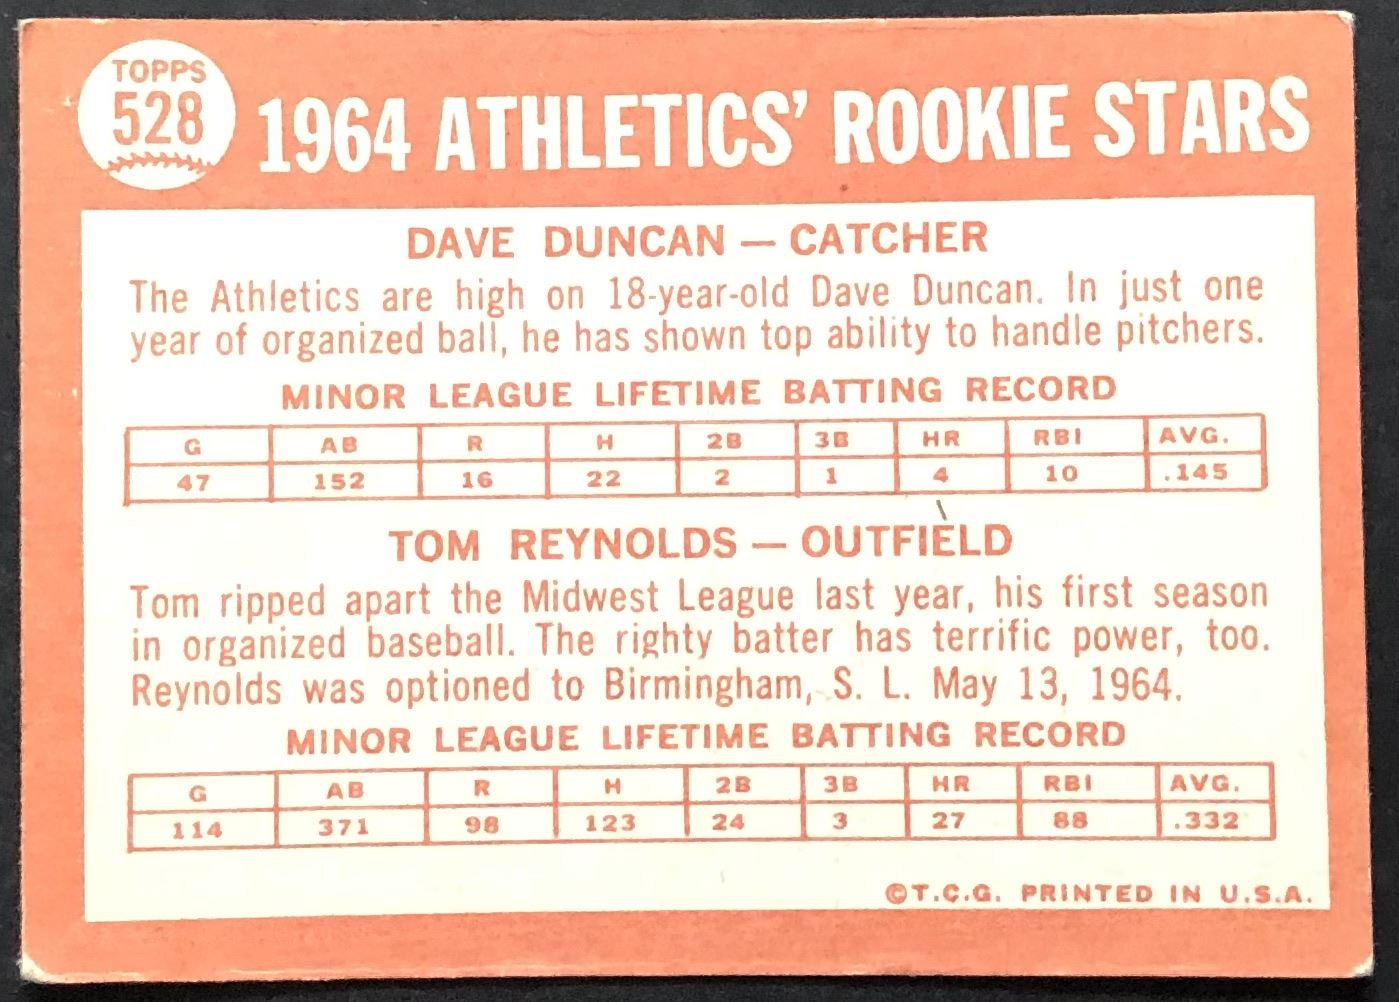 TOPPS
528
1964 ATHLETICS' ROOKIE STARS
DAVE DUNCAN — CATCHER
The Athletics are high on 18-year-old Dave Duncan. In just one
year of organized ball, he has shown top ability to handle pitchers.
MINOR LEAGUE LIFETIME BATTING RECORD
G AB R H 2B 3B HR RBI AVG.
47 152 16 22 2 1 4 10 .145
TOM REYNOLDS — OUTFIELD
Tom ripped apart the Midwest League last year, his first season
in organized baseball. The righty batter has terrific power, too.
Reynolds was optioned to Birmingham, S. L. May 13, 1964.
MINOR LEAGUE LIFETIME BATTING RECORD
G AB R H 2B 3B HR RBI AVG.
114 371 98 123 24 3 27 88 .332
©T.C.G. PRINTED IN U.S.A.